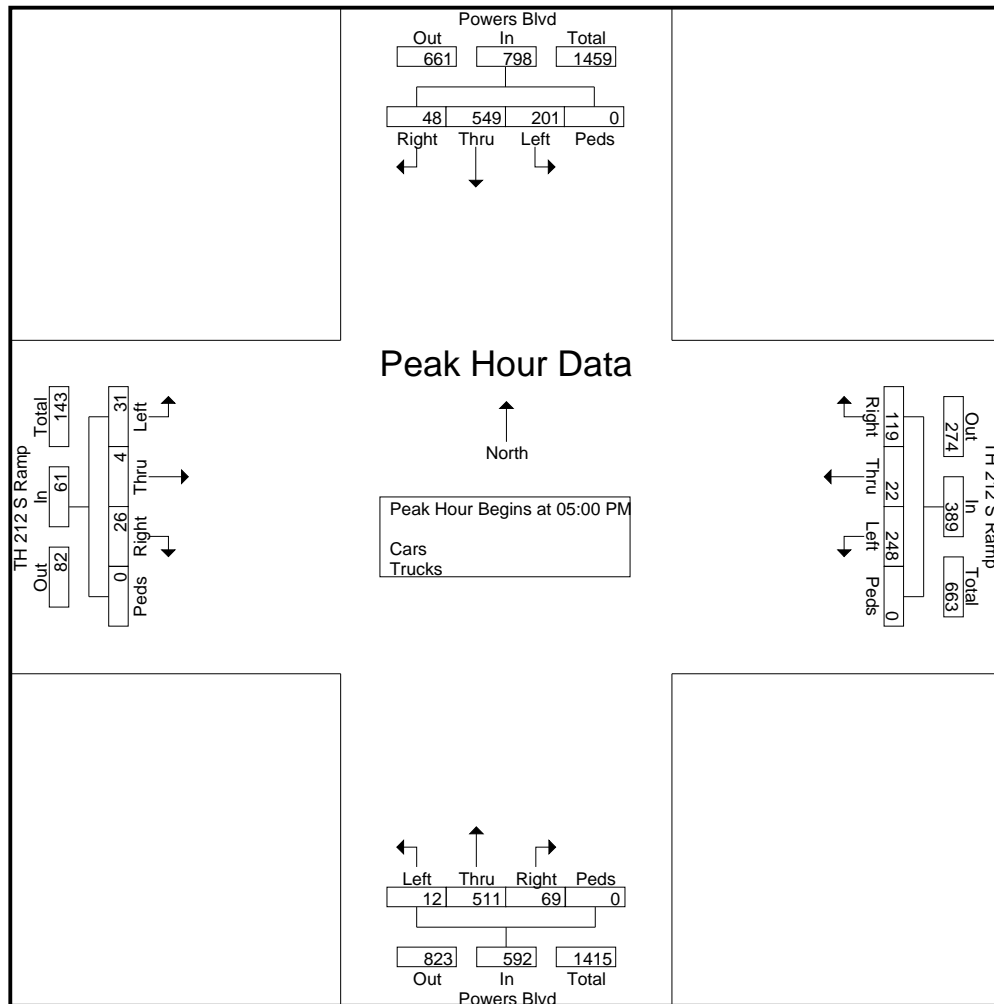 Powers Blvd
Out In Total
661 798 1459
48 549 201 0
Right Thru Left Peds
Peak Hour Data
North
Peak Hour Begins at 05:00 PM
Cars
Trucks
TH 212 S Ramp
Total In Out
143 61 82
31 4 26 0
Left Thru Right Peds
Right Thru Left Peds
119 22 248 0
Out In Total
274 389 663
TH 212 S Ramp
Left Thru Right Peds
12 511 69 0
823 592 1415
Out In Total
Powers Blvd